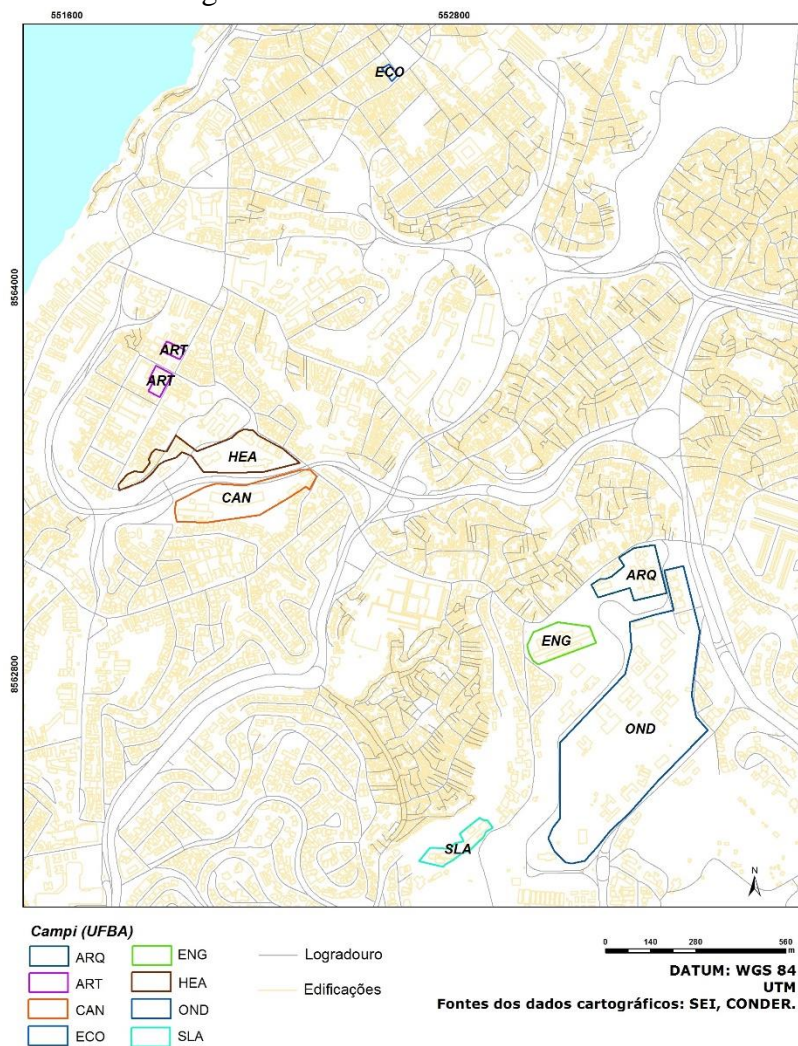 551600 552800
ECO
8564000
ART
ART
HEA
CAN
ARQ
ENG
8562800
OND
SLA
N
Campi (UFBA)
ARQ ENG Logradouro 0 140 280 560
m
ART HEA Edificações DATUM: WGS 84
CAN OND UTM
ECO SLA Fontes dos dados cartográficos: SEI, CONDER.